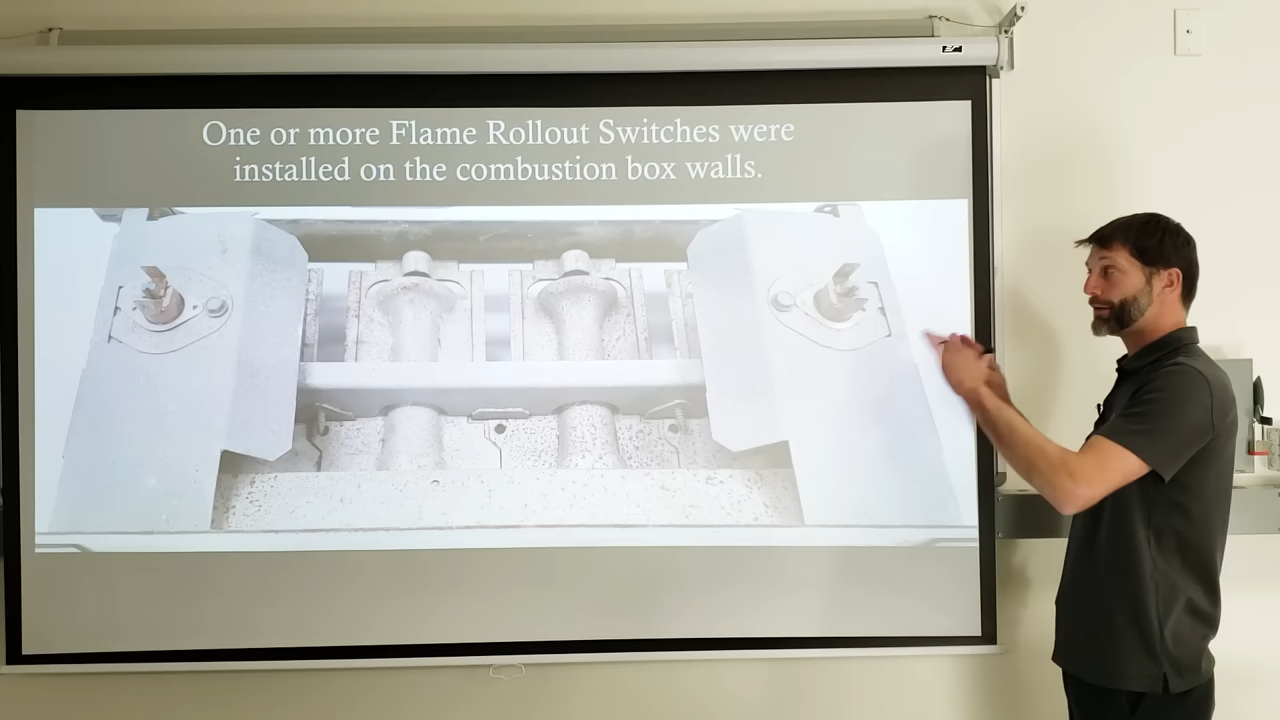 One or more Flame Rollout Switches were
installed on the combustion box walls.